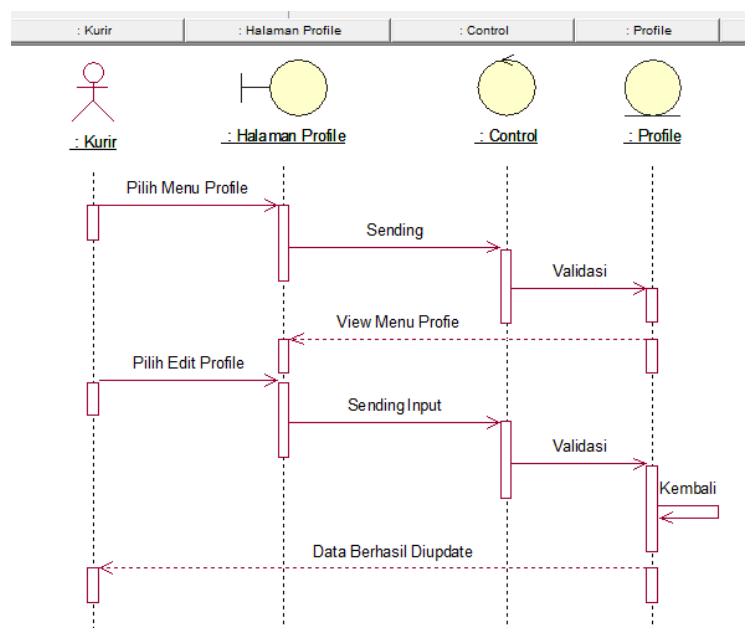 : Kurir
: Halaman Profile
: Control
: Profile
: Kurir
: Halaman Profile
: Control
: Profile
Pilih Menu Profile
Sending
Validasi
View Menu Profie
Pilih Edit Profile
Sending Input
Validasi
Kembali
Data Berhasil Diupdate